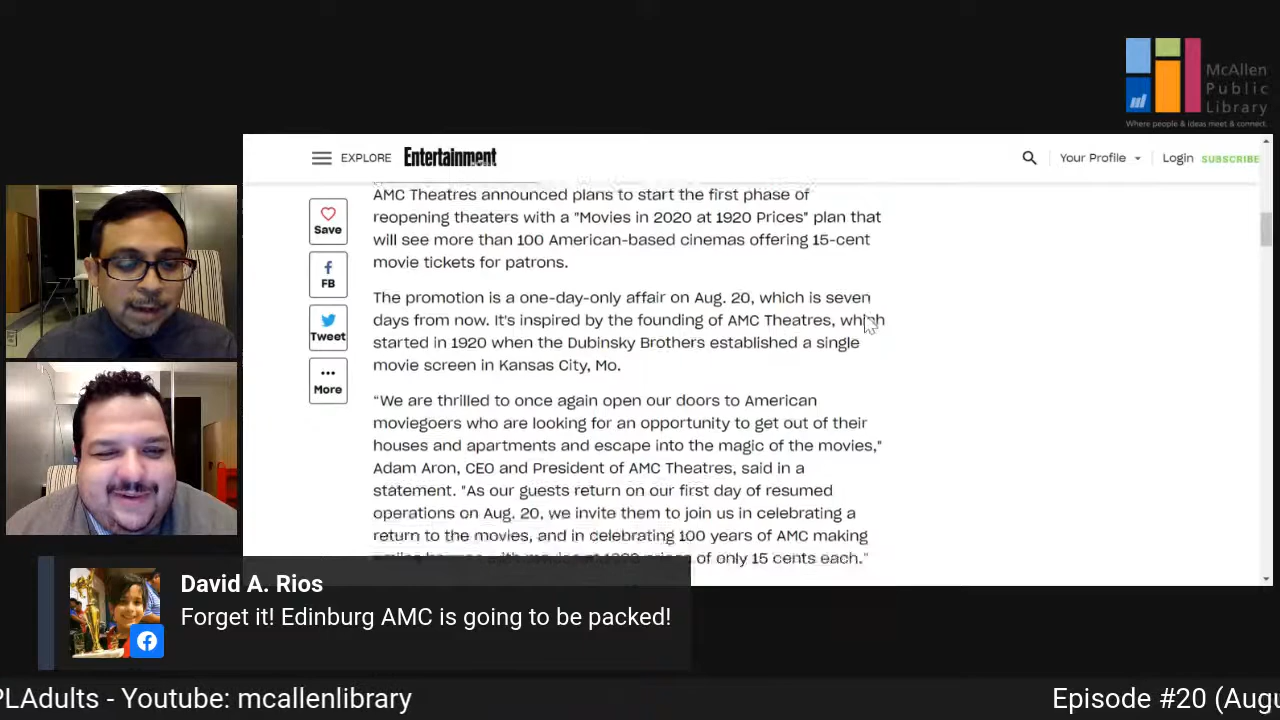 McAllen
Public
Library
Where people & ideas meet & connect.
EXPLORE Entertainment Your Profile Login SUBSCRIBE
Save
FB
Tweet
More
AMC Theatres announced plans to start the first phase of
reopening theaters with a "Movies in 2020 at 1920 Prices" plan that
will see more than 100 American-based cinemas offering 15-cent
movie tickets for patrons.
The promotion is a one-day-only affair on Aug. 20, which is seven
days from now. It's inspired by the founding of AMC Theatres, which
started in 1920 when the Dubinsky Brothers established a single
movie screen in Kansas City, Mo.
“We are thrilled to once again open our doors to American
moviegoers who are looking for an opportunity to get out of their
houses and apartments and escape into the magic of the movies,"
Adam Aron, CEO and President of AMC Theatres, said in a
statement. "As our guests return on our first day of resumed
operations on Aug. 20, we invite them to join us in celebrating a
return to the movies, and in celebrating 100 years of AMC making
of only 15 cents each."
David A. Rios
Forget it! Edinburg AMC is going to be packed!
PLAdults - Youtube: mcallenlibrary
Episode #20 (Augu